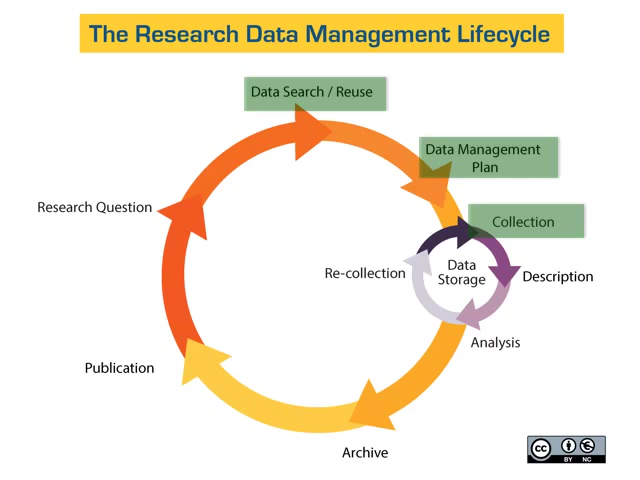 The Research Data Management Lifecycle
Data Search / Reuse
Data Management
Plan
Collection
Research Question
Re-collection
Data
Storage
Description
Analysis
Publication
Archive
cc
BY NC